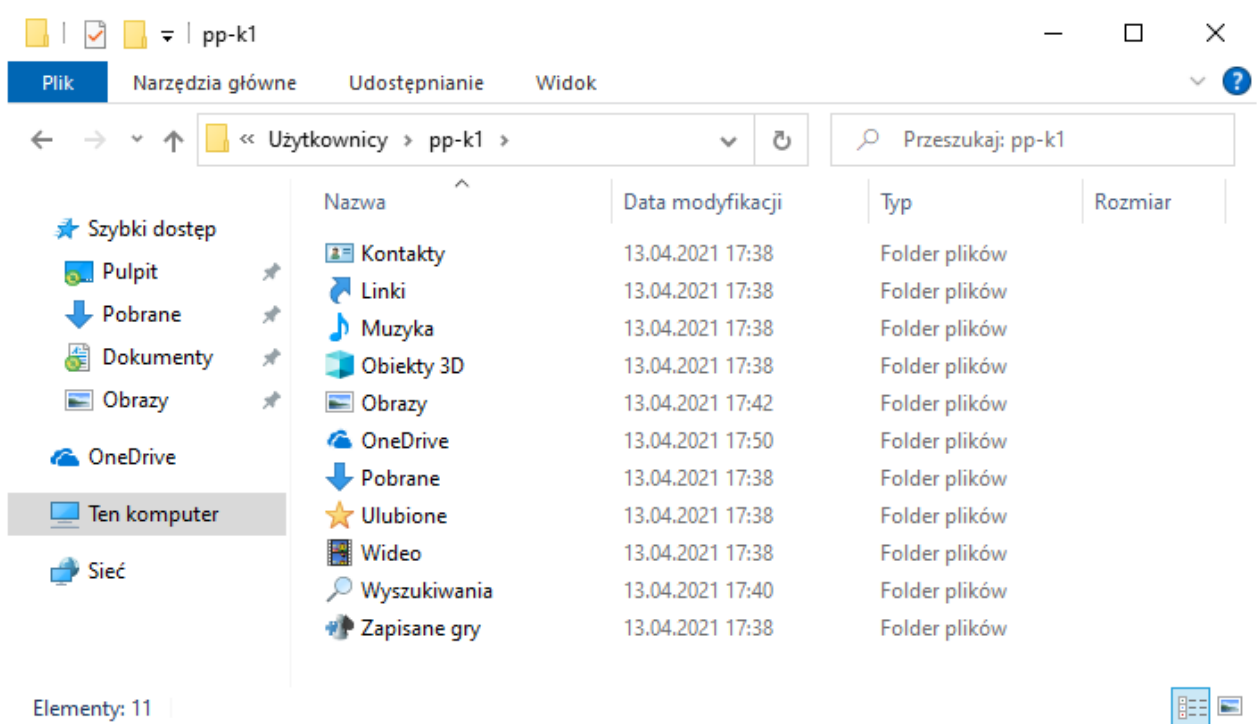 pp-k1
Plik Narzędzia główne Udostępnianie Widok
« Użytkownicy > pp-k1 > Przeszukaj: pp-k1
Nazwa Data modyfikacji Typ Rozmiar
Szybki dostęp
Pulpit
Pobrane
Dokumenty
Obrazy
OneDrive
Ten komputer
Sieć
Kontakty 13.04.2021 17:38 Folder plików
Linki 13.04.2021 17:38 Folder plików
Muzyka 13.04.2021 17:38 Folder plików
Obiekty 3D 13.04.2021 17:38 Folder plików
Obrazy 13.04.2021 17:42 Folder plików
OneDrive 13.04.2021 17:50 Folder plików
Pobrane 13.04.2021 17:38 Folder plików
Ulubione 13.04.2021 17:38 Folder plików
Wideo 13.04.2021 17:38 Folder plików
Wyszukiwania 13.04.2021 17:40 Folder plików
Zapisane gry 13.04.2021 17:38 Folder plików
Elementy: 11